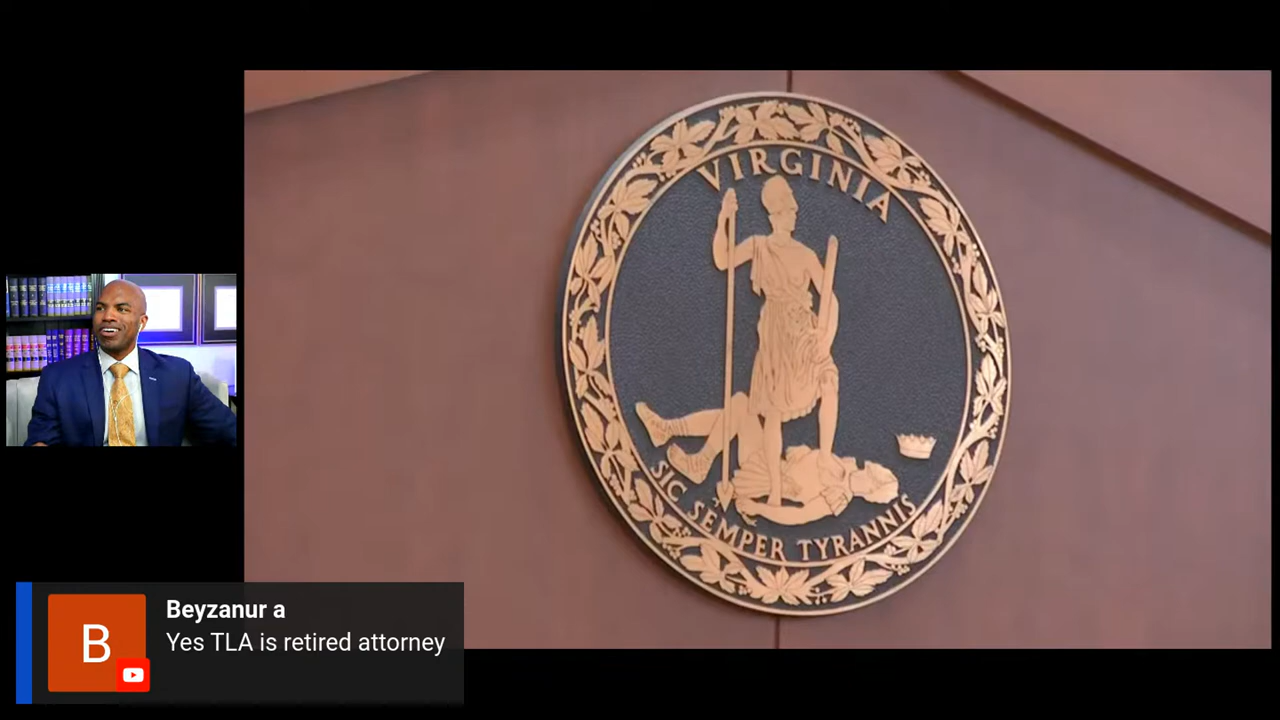 VIRGINIA
SIC SEMPER TYRANNIS
B
Beyzanur a
Yes TLA is retired attorney